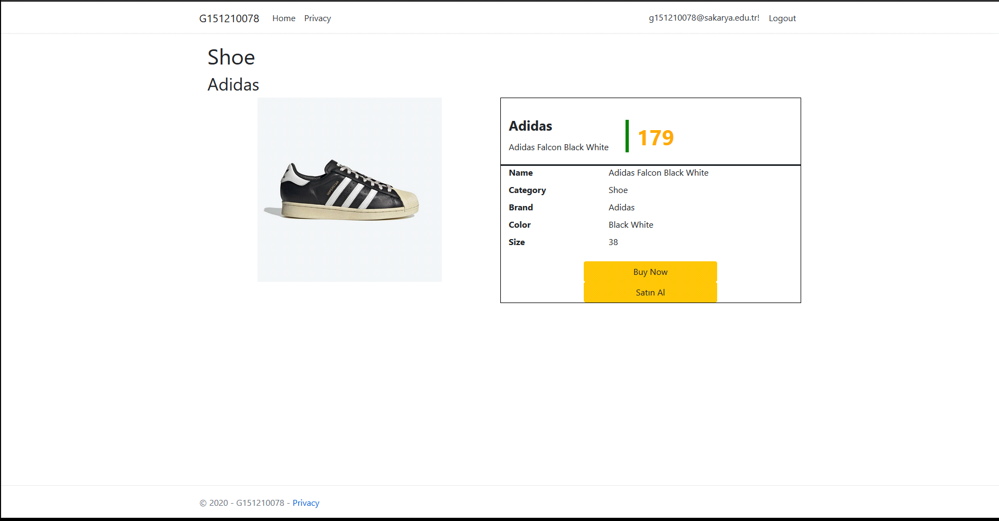 G151210078 Home Privacy g151210078@sakarya.edu.tr! Logout
Shoe
Adidas
SUPERSTAR
Adidas
179
Adidas Falcon Black White
Name Adidas Falcon Black White
Category Shoe
Brand Adidas
Color Black White
Size 38
Buy Now
Satın Al
© 2020 - G151210078 - Privacy